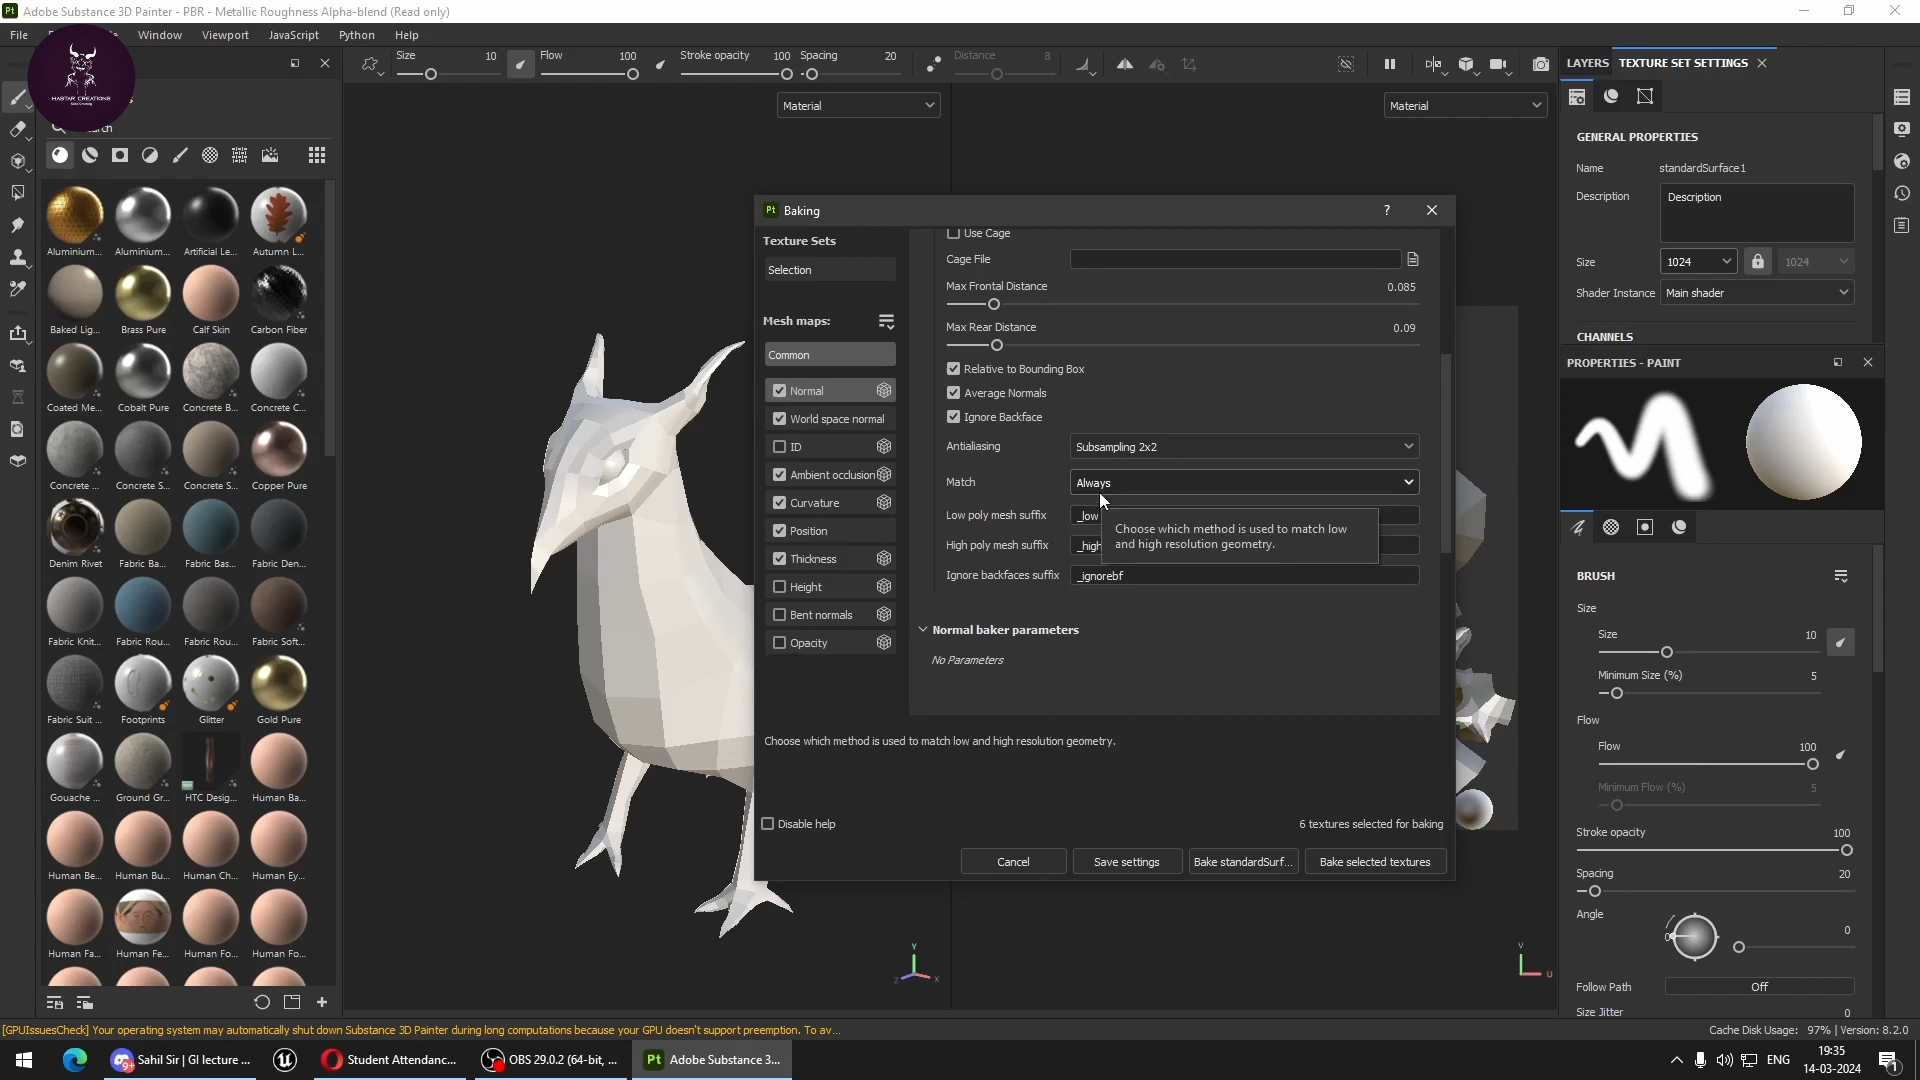 Pt Adobe Substance 3D Painter - PBR - Metallic Roughness Alpha-blend (Read only)
File Window Viewport JavaScript Python Help
HASTAR CREATIONS
Size 10 Flow 100 Stroke opacity 100 Spacing 20 Distance 8
Material Material
Aluminium... Aluminium... Artificial Le... Autumn L...
Baked Lig... Brass Pure Calf Skin Carbon Fiber
Coated Me... Cobalt Pure Concrete B... Concrete C...
Concrete ... Concrete S... Concrete S... Copper Pure
Denim Rivet Fabric Ba... Fabric Bas... Fabric Den...
Fabric Knit... Fabric Rou... Fabric Rou... Fabric Soft...
Fabric Suit ... Footprints Glitter Gold Pure
Gouache ... Ground Gr... HTC Desig... Human Ba...
Human Be... Human Bu... Human Ch... Human Ey...
Human Fa... Human Fe... Human Fo... Human Fo...
Pt Baking ?
Texture Sets
Selection
Mesh maps:
Common
Normal
World space normal
ID
Ambient occlusion
Curvature
Position
Thickness
Height
Bent normals
Opacity
Use Cage
Cage File
Max Frontal Distance 0.085
Max Rear Distance 0.09
Relative to Bounding Box
Average Normals
Ignore Backface
Antialiasing Subsampling 2x2
Match Always
Low poly mesh suffix _low
High poly mesh suffix _high
Choose which method is used to match low
and high resolution geometry.
Ignore backfaces suffix _ignorebf
Normal baker parameters
No Parameters
Choose which method is used to match low and high resolution geometry.
Disable help 6 textures selected for baking
Cancel Save settings Bake standardSurf... Bake selected textures
Y
Z X
V
U
LAYERS TEXTURE SET SETTINGS
GENERAL PROPERTIES
Name standardSurface1
Description Description
Size 1024 1024
Shader Instance Main shader
CHANNELS
PROPERTIES - PAINT
BRUSH
Size
Size 10
Minimum Size (%) 5
Flow
Flow 100
Minimum Flow (%) 5
Stroke opacity 100
Spacing 20
Angle 0
0
Follow Path Off
Size Jitter 0
[GPUIssuesCheck] Your operating system may automatically shut down Substance 3D Painter during long computations because your GPU doesn't support preemption. To av...
Cache Disk Usage: 97% | Version: 8.2.0
9+ Sahil Sir | GI lecture ... Student Attendanc... OBS 29.0.2 (64-bit, ... Pt Adobe Substance 3...
ENG 19:35
14-03-2024 1